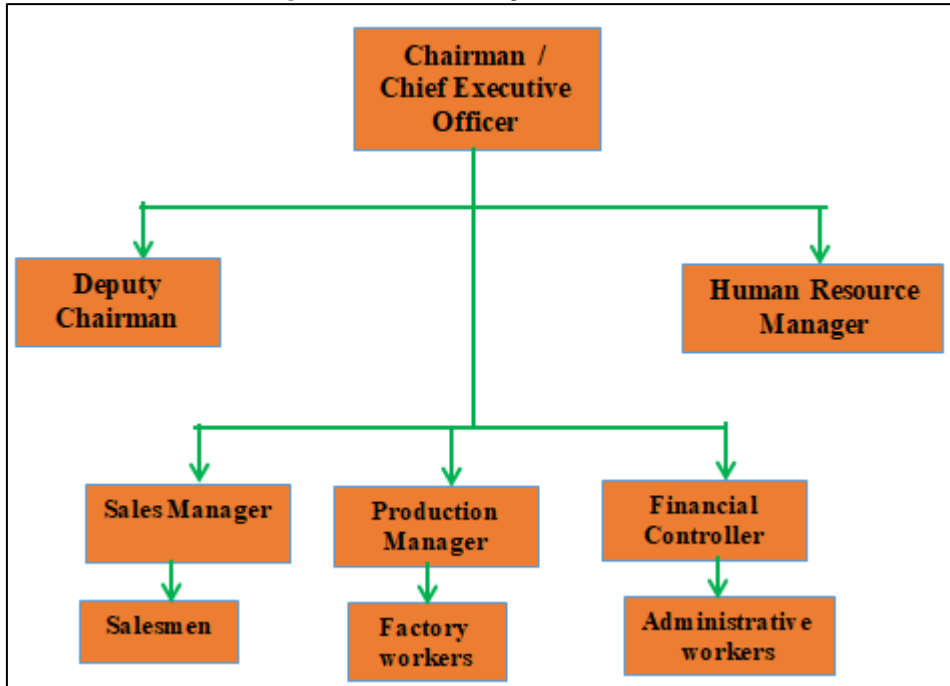 Chairman /
Chief Executive
Officer
Deputy
Chairman
Human Resource
Manager
Sales Manager
Production
Manager
Financial
Controller
Salesmen
Factory
workers
Administrative
workers